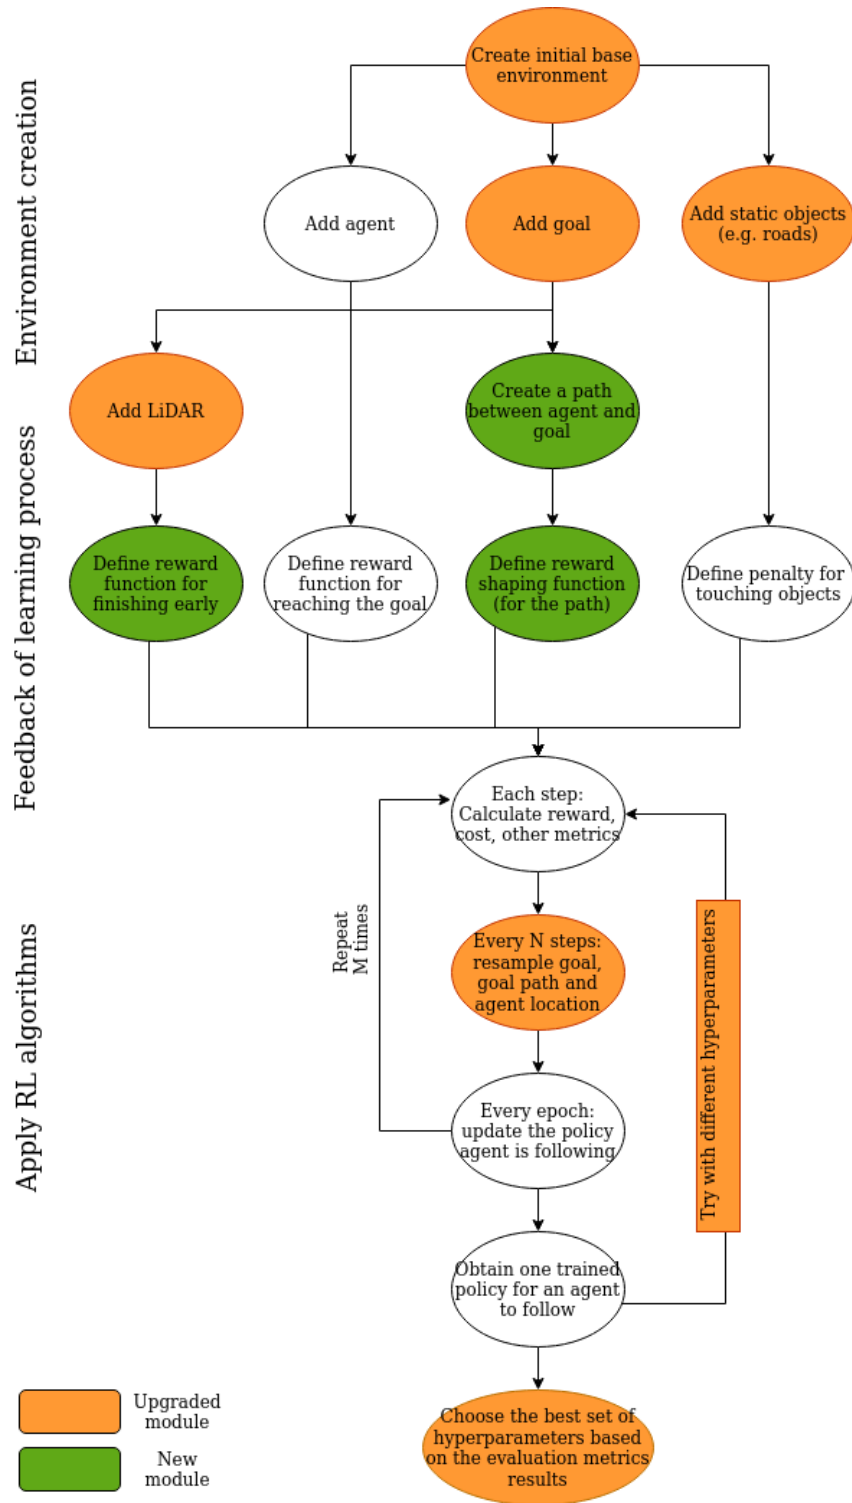 Environment creation
Create initial base
environment
Add agent
Add goal
Add static objects
(e.g. roads)
Add LiDAR
Create a path
between agent and
goal
Feedback of learning process
Define reward
function for
finishing early
Define reward
function for
reaching the goal
Define reward
shaping function
(for the path)
Define penalty for
touching objects
Apply RL algorithms
Each step:
Calculate reward,
cost, other metrics
Repeat
M times
Every N steps:
resample goal,
goal path and
agent location
Try with different hyperparameters
Every epoch:
update the policy
agent is following
Obtain one trained
policy for an agent
to follow
Choose the best set of
hyperparameters based
on the evaluation metrics
results
Upgraded
module
New
module